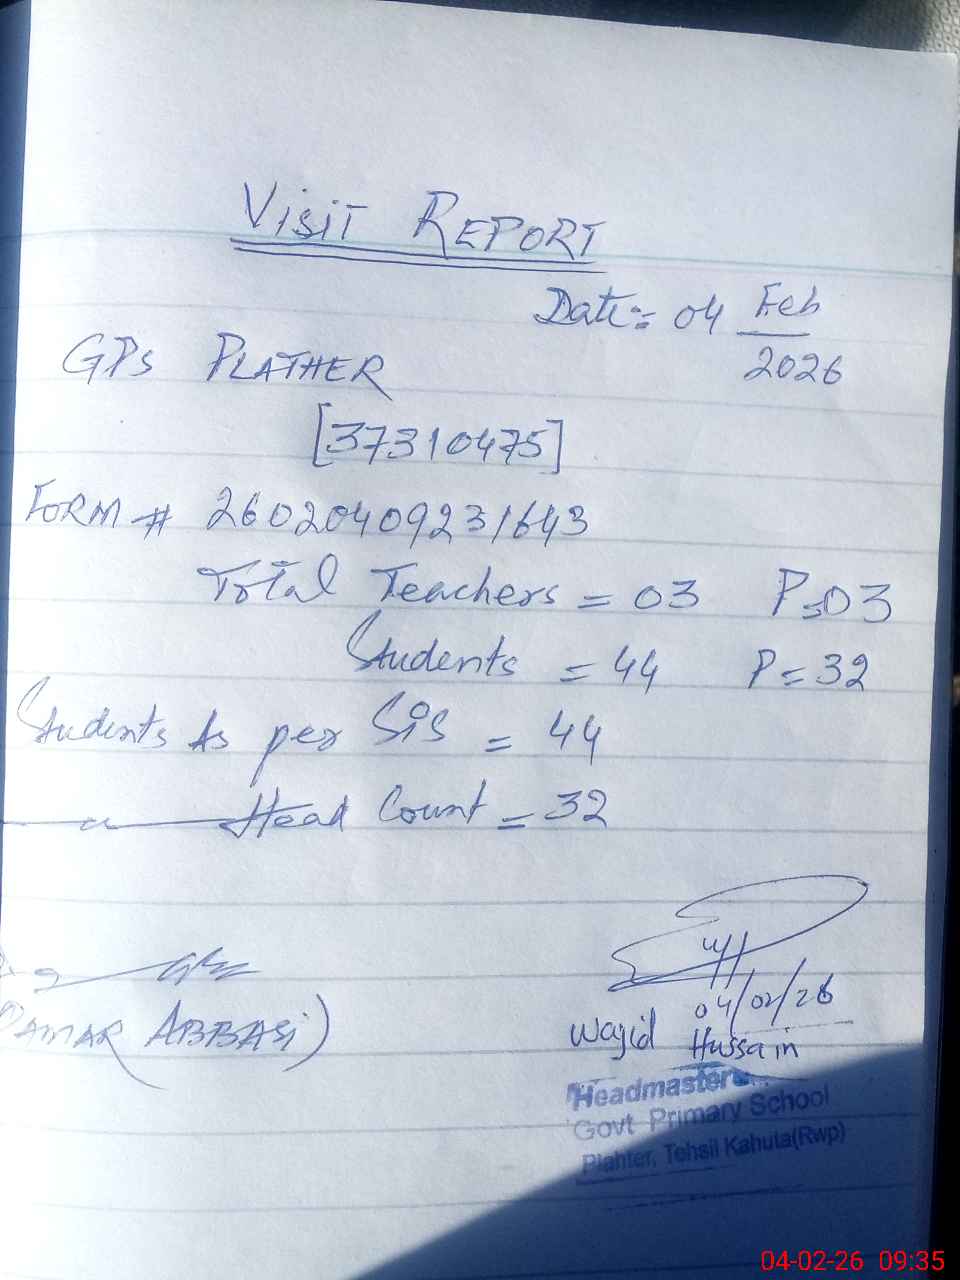 Visit REPORT
Date:= 04 Feb
2026
GPS PLATHER
[37310475]
FORM # 26020409231643
Total Teachers = 03 P=03
Students = 44 P=32
Students As per SiS = 44
Head Count = 32
04/02/26
(QAMAR ABBASi)
Wajid Hussain
Headmaster
Govt Primary School
Plahter, Tehsil Kahuta(Rwp)
04-02-26 09:35